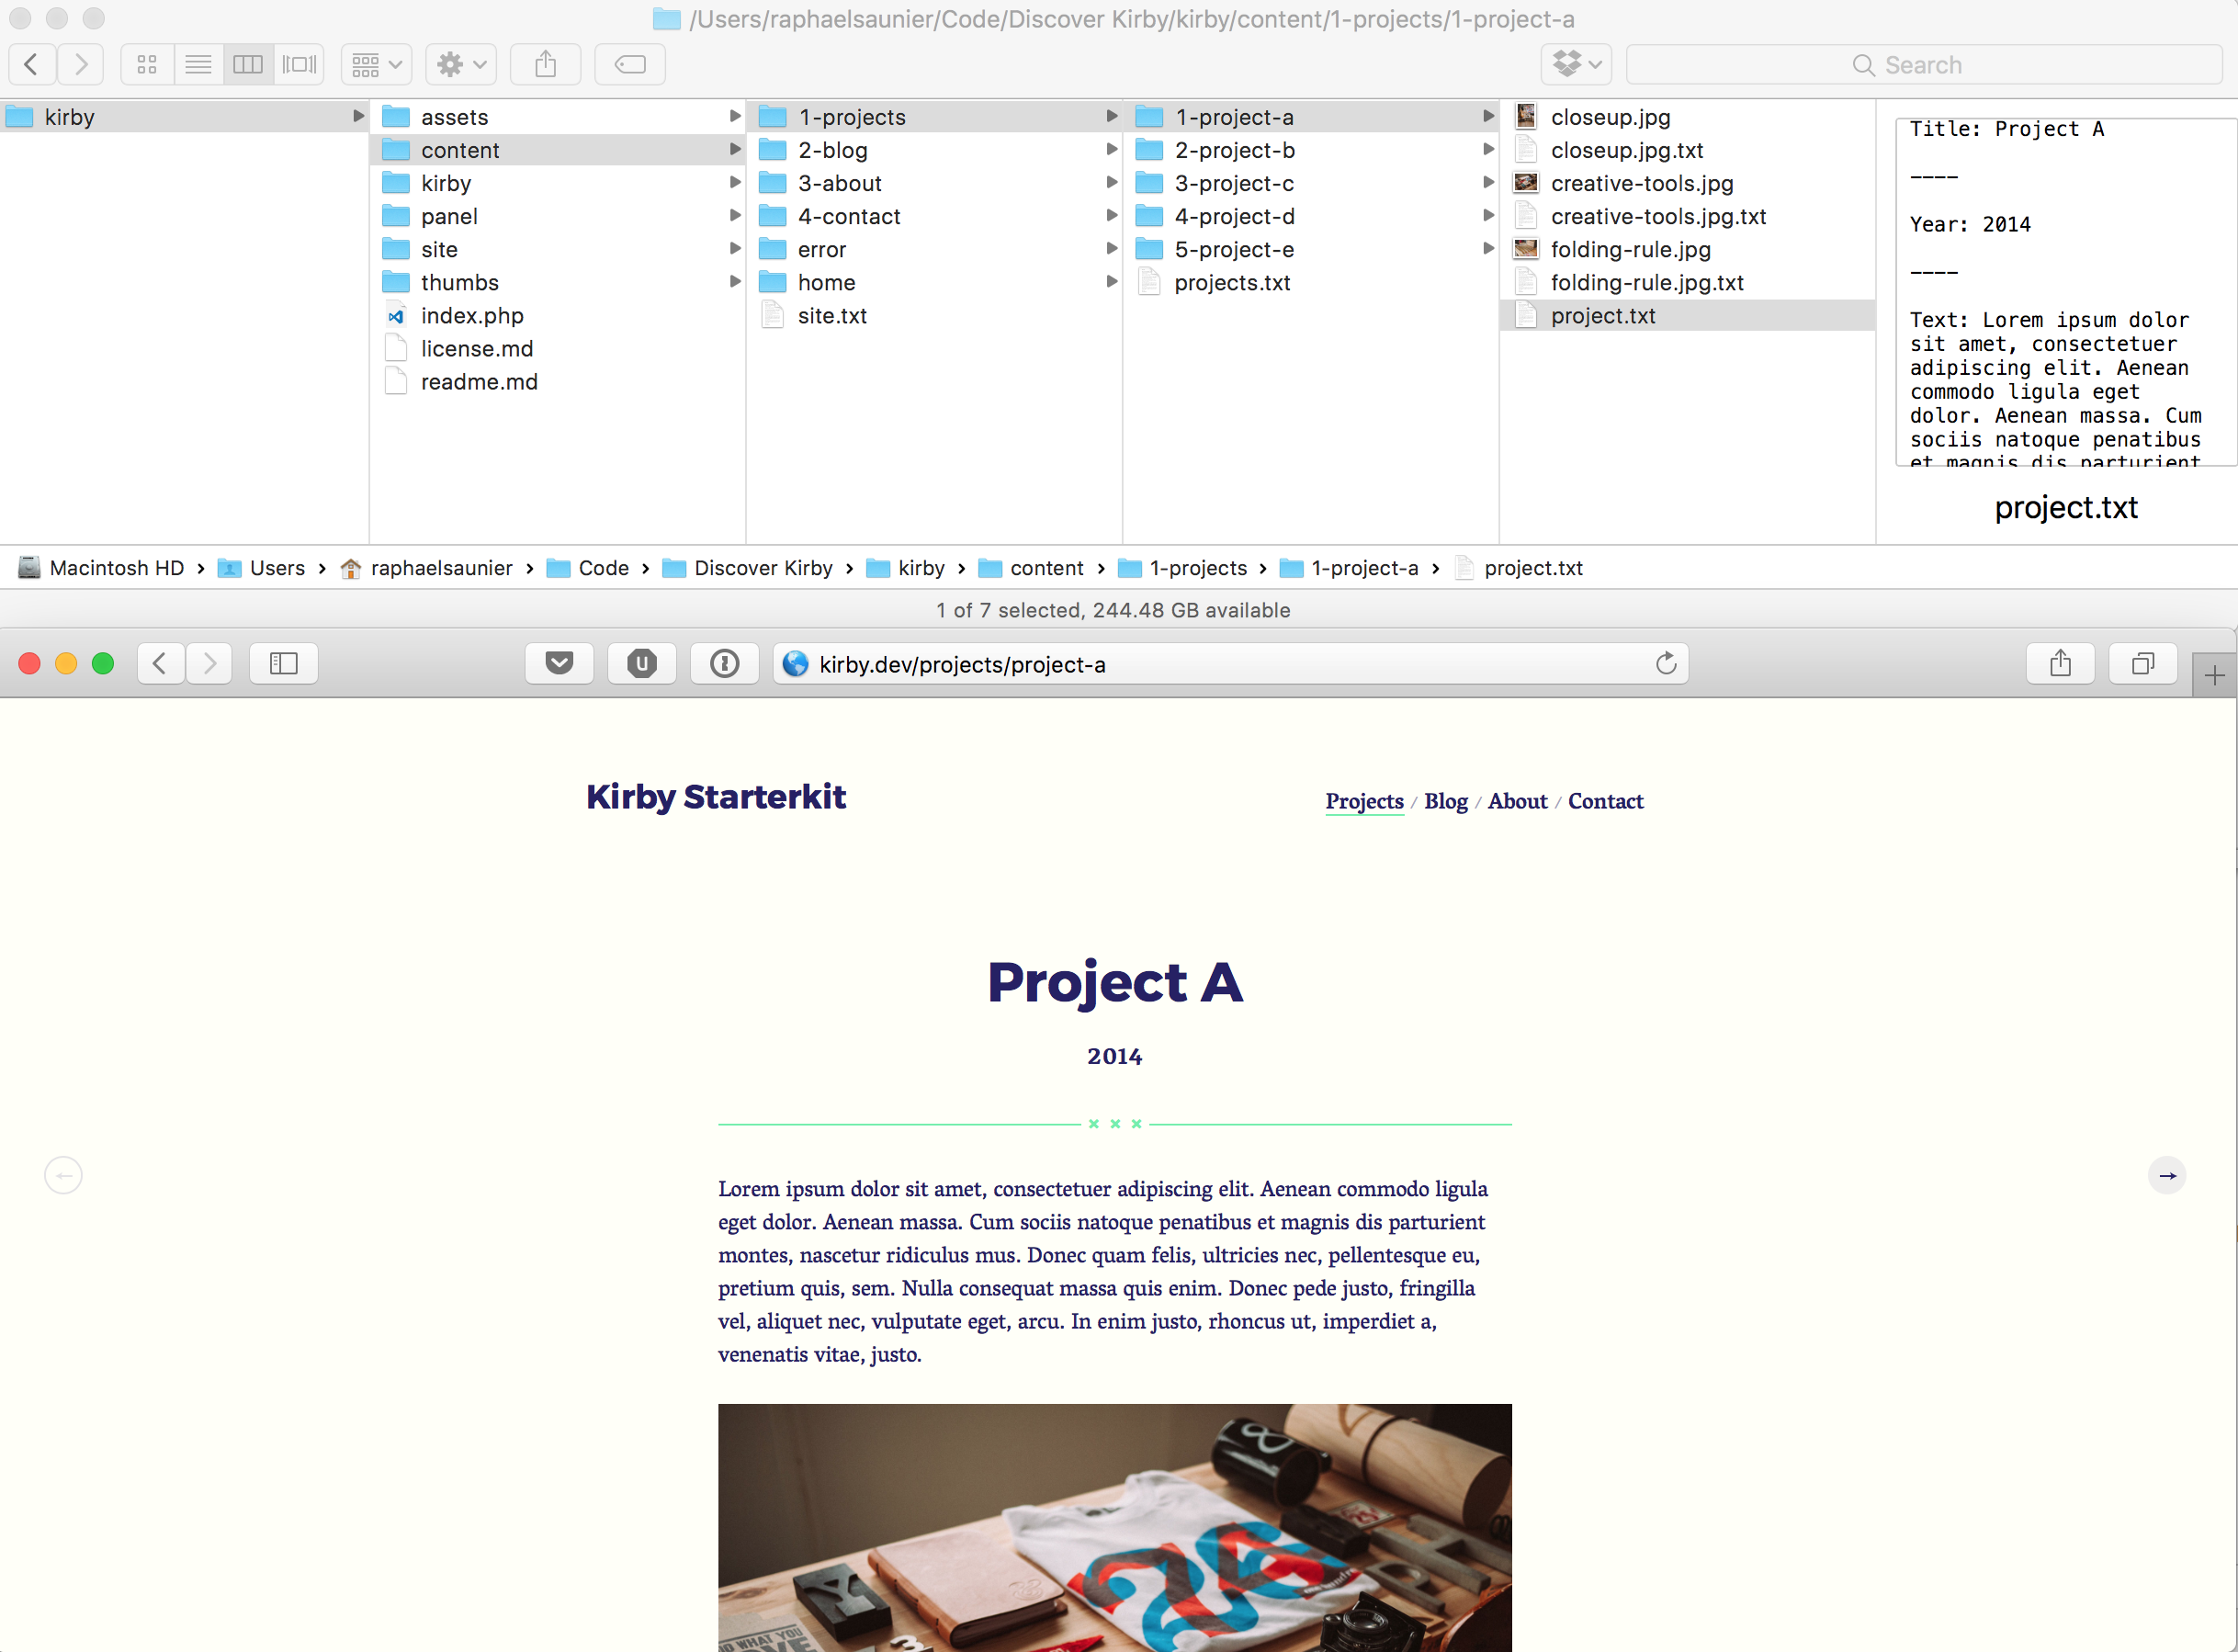 /Users/raphaelsaunier/Code/Discover Kirby/kirby/content/1-projects/1-project-a
Search
kirby
assets
content
kirby
panel
site
thumbs
index.php
license.md
readme.md
1-projects
2-blog
3-about
4-contact
error
home
site.txt
1-project-a
2-project-b
3-project-c
4-project-d
5-project-e
projects.txt
closeup.jpg
closeup.jpg.txt
creative-tools.jpg
creative-tools.jpg.txt
folding-rule.jpg
folding-rule.jpg.txt
project.txt
Title: Project A
----
Year: 2014
----
Text: Lorem ipsum dolor
sit amet, consectetuer
adipiscing elit. Aenean
commodo ligula eget
dolor. Aenean massa. Cum
sociis natoque penatibus
et magnis dis parturient
project.txt
Macintosh HD › Users › raphaelsaunier › Code › Discover Kirby › kirby › content › 1-projects › 1-project-a › project.txt
1 of 7 selected, 244.48 GB available
kirby.dev/projects/project-a
Kirby Starterkit
Projects / Blog / About / Contact
Project A
2014
Lorem ipsum dolor sit amet, consectetuer adipiscing elit. Aenean commodo ligula
eget dolor. Aenean massa. Cum sociis natoque penatibus et magnis dis parturient
montes, nascetur ridiculus mus. Donec quam felis, ultricies nec, pellentesque eu,
pretium quis, sem. Nulla consequat massa quis enim. Donec pede justo, fringilla
vel, aliquet nec, vulputate eget, arcu. In enim justo, rhoncus ut, imperdiet a,
venenatis vitae, justo.
DO WHAT YOU